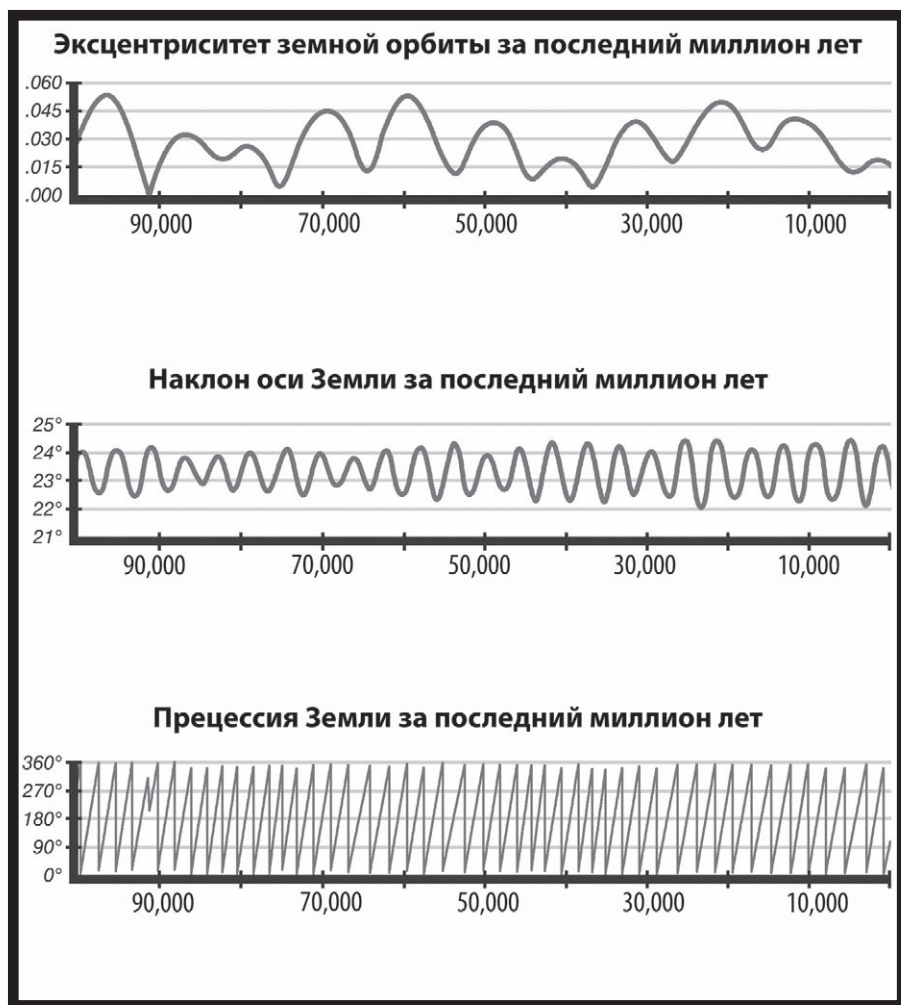 Эксцентриситет земной орбиты за последний миллион лет
.060
.045
.030
.015
.000
90,000 70,000 50,000 30,000 10,000
Наклон оси Земли за последний миллион лет
25°
24°
23°
22°
21°
90,000 70,000 50,000 30,000 10,000
Прецессия Земли за последний миллион лет
360°
270°
180°
90°
0°
90,000 70,000 50,000 30,000 10,000